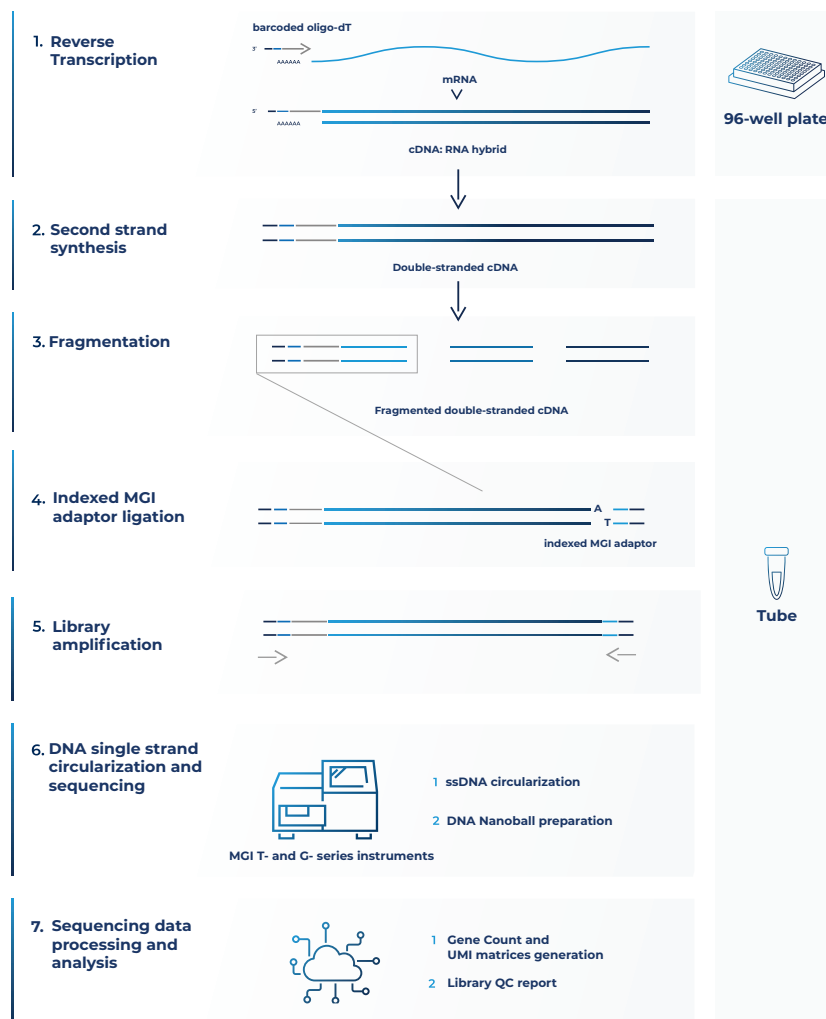 1. Reverse
Transcription
barcoded oligo-dT
3'
AAAAAA
mRNA
5'
AAAAAA
cDNA: RNA hybrid
96-well plate
2. Second strand
synthesis
Double-stranded cDNA
3. Fragmentation
Fragmented double-stranded cDNA
4. Indexed MGI
adaptor ligation
A
T
indexed MGI adaptor
Tube
5. Library
amplification
6. DNA single strand
circularization and
sequencing
1 ssDNA circularization
2 DNA Nanoball preparation
MGI T- and G- series instruments
7. Sequencing data
processing and
analysis
1 Gene Count and
UMI matrices generation
2 Library QC report